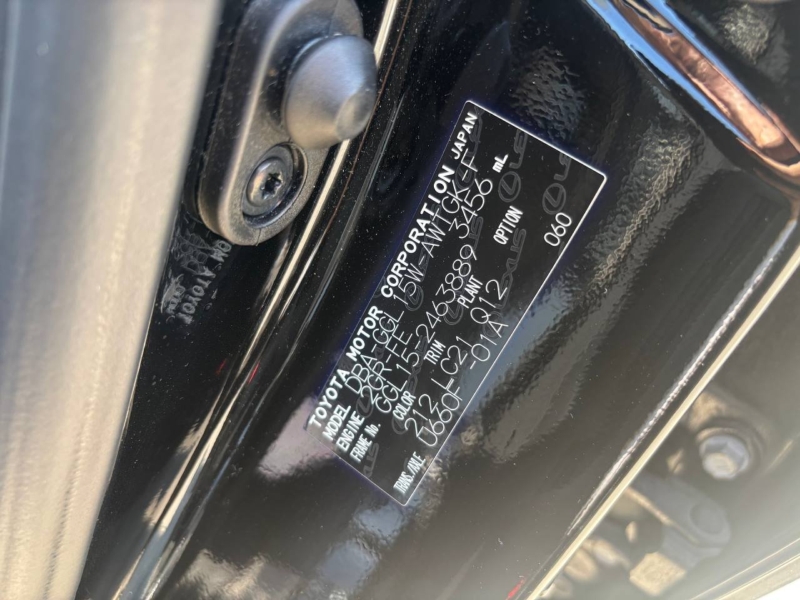 TOYOTA MOTOR CORPORATION JAPAN
MODEL DBA-GGL15W-AWTGK-F
ENGINE 2GR-FE 3456 mL
FRAME No. GGL15-2463889
COLOR TRIM PLANT OPTION
212 LC21 Q12 060
TRANS./AXLE U660F -01A